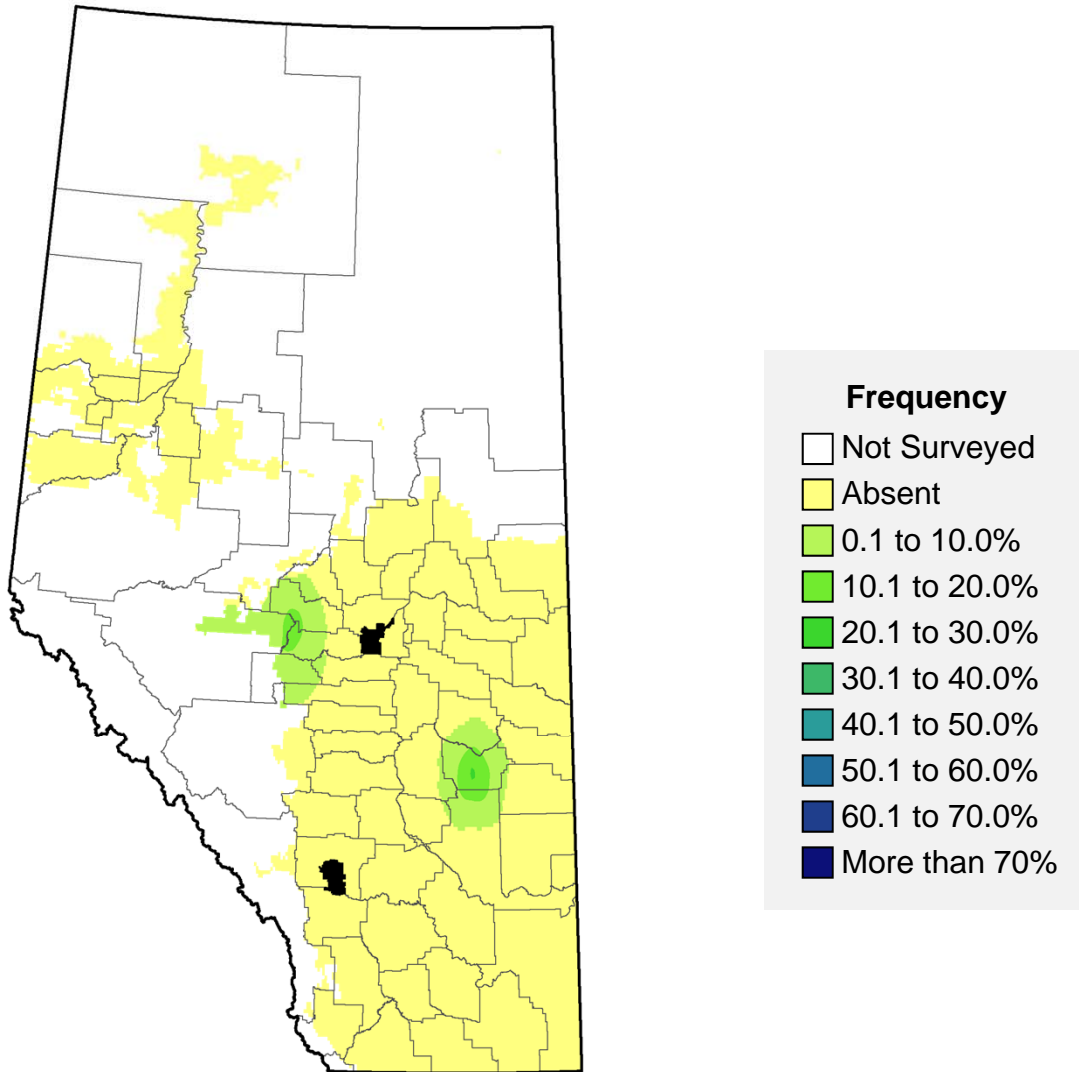 Frequency
Not Surveyed
Absent
0.1 to 10.0%
10.1 to 20.0%
20.1 to 30.0%
30.1 to 40.0%
40.1 to 50.0%
50.1 to 60.0%
60.1 to 70.0%
More than 70%